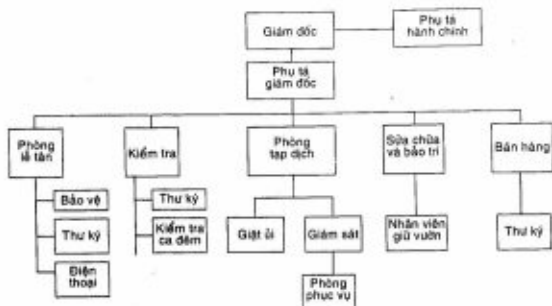 Giám đốc
Phụ tá
hành chính
Phụ tá
giám đốc
Phòng
lễ tân
Kiểm tra
Phòng
tạp dịch
Sửa chữa
và bảo trì
Bán hàng
Bảo vệ
Thư ký
Điện
thoại
Thư ký
Kiểm tra
ca đêm
Giặt ủi
Giám sát
Phòng
phục vụ
Nhân viên
giữ vườn
Thư ký